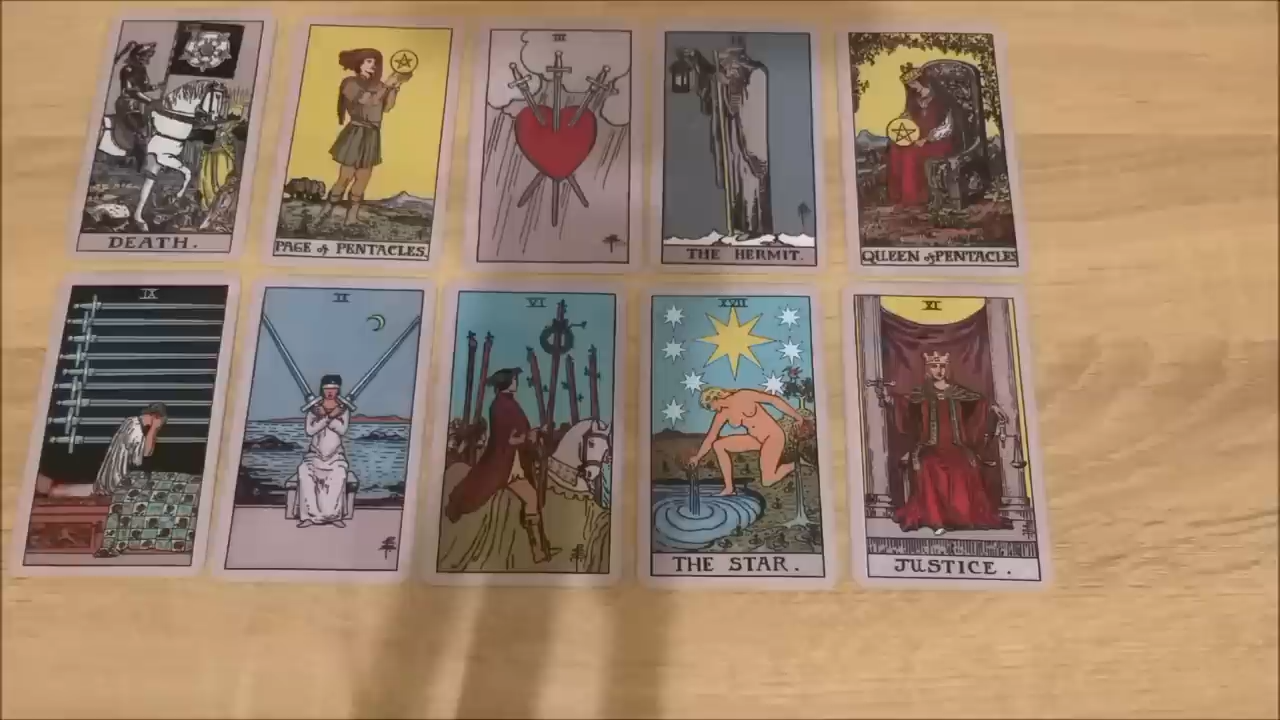 DEATH.
PAGE of PENTACLES.
III
THE HERMIT.
QUEEN of PENTACLES
IX
II
VI
XVII
THE STAR.
XI
JUSTICE.